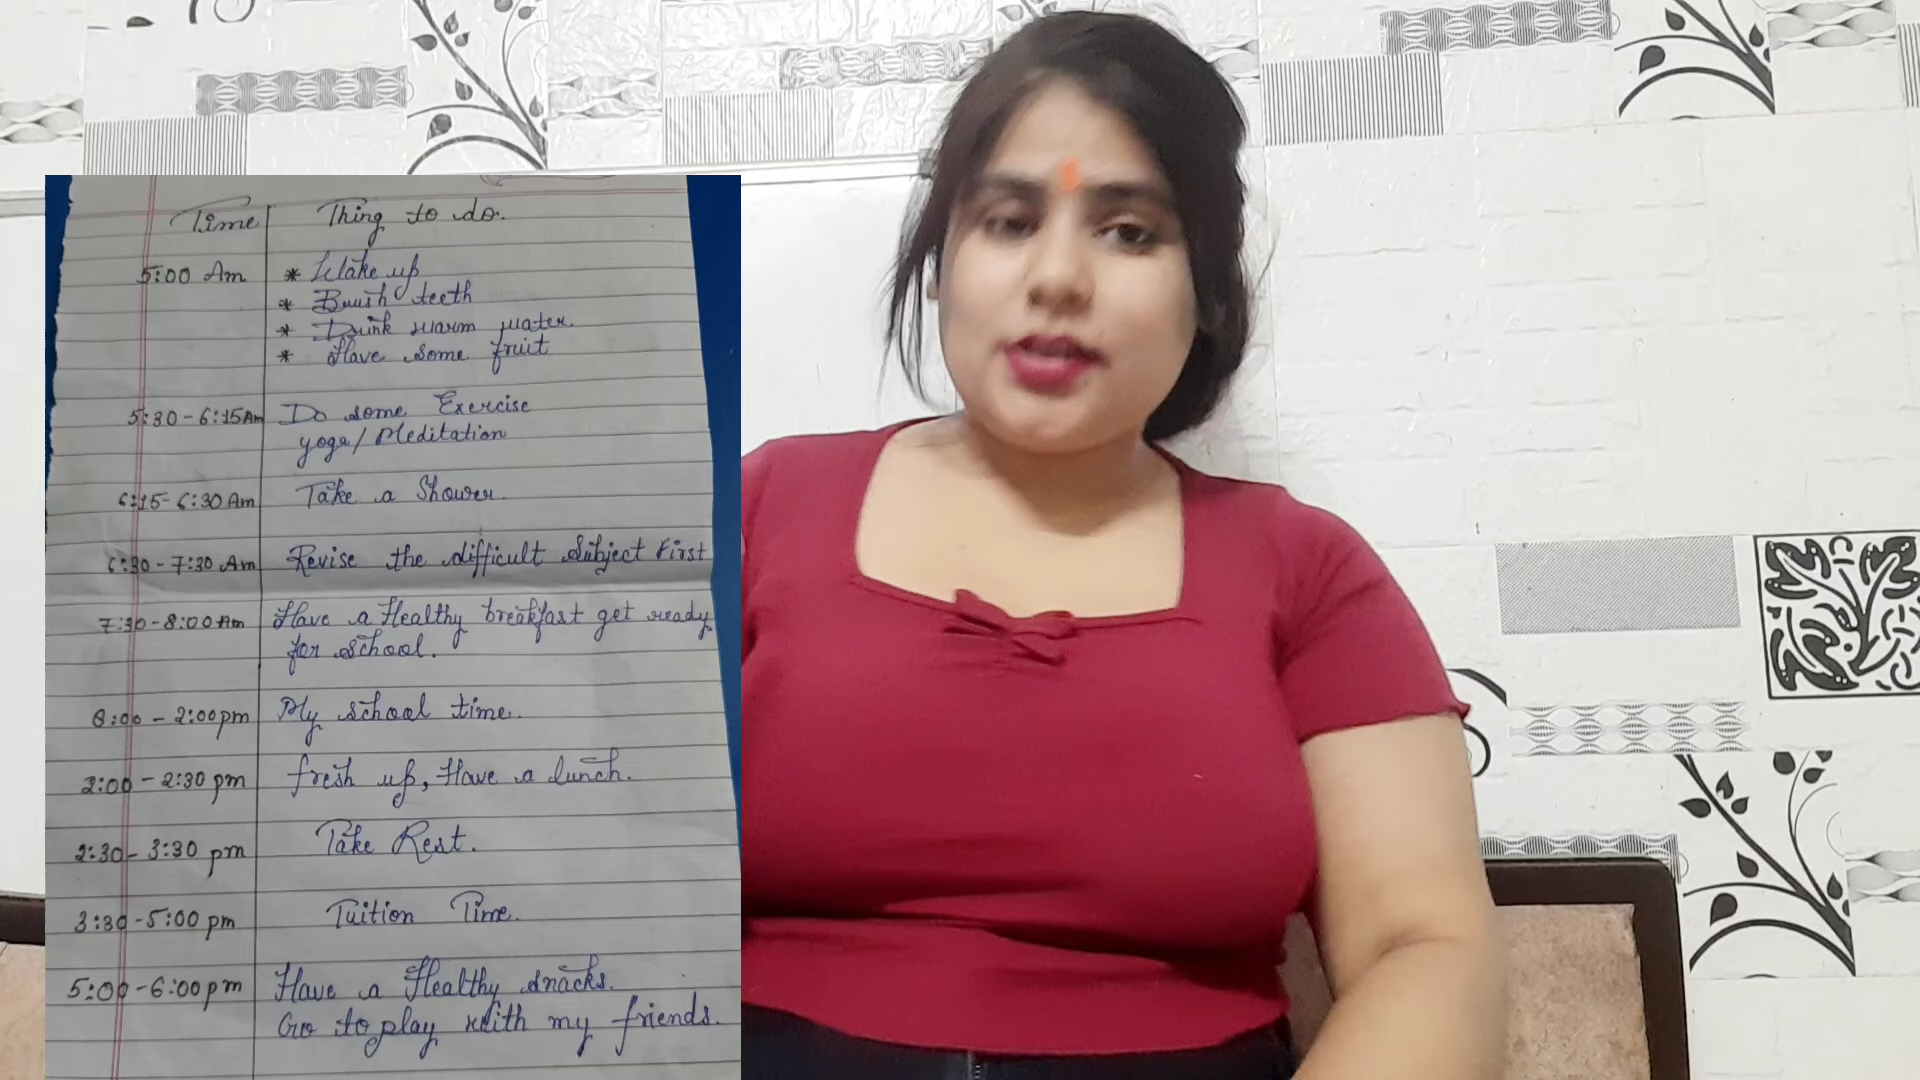 Time Thing to do.
5:00 Am * Wake up
* Brush teeth
* Drink warm water.
* Have some fruit
5:30 - 6:15 Am Do some Exercise
yoga/Meditation
6:15 - 6:30 Am Take a Shower.
6:30 - 7:30 Am Revise the difficult Subject First
7:30 - 8:00 Am Have a Healthy breakfast get ready
for school.
8:00 - 2:00 pm My school time.
2:00 - 2:30 pm fresh up, Have a lunch.
2:30 - 3:30 pm Take Rest.
3:30 - 5:00 pm Tuition Time.
5:00 - 6:00 pm Have a Healthy snacks.
Go to play with my friends.